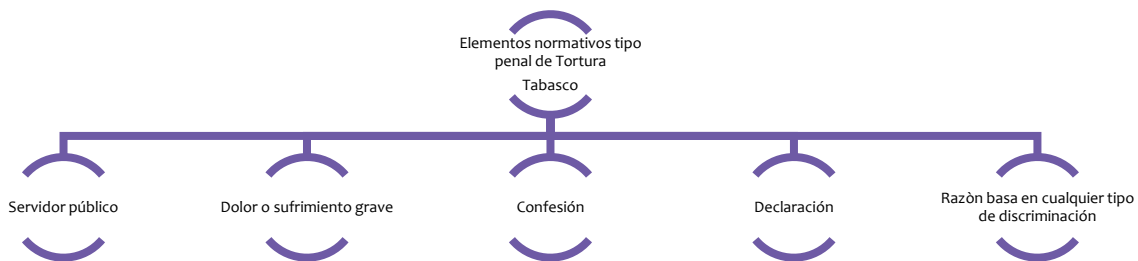 Elementos normativos tipo
penal de Tortura
Tabasco
Servidor público
Dolor o sufrimiento grave
Confesión
Declaración
Razòn basa en cualquier tipo
de discriminación